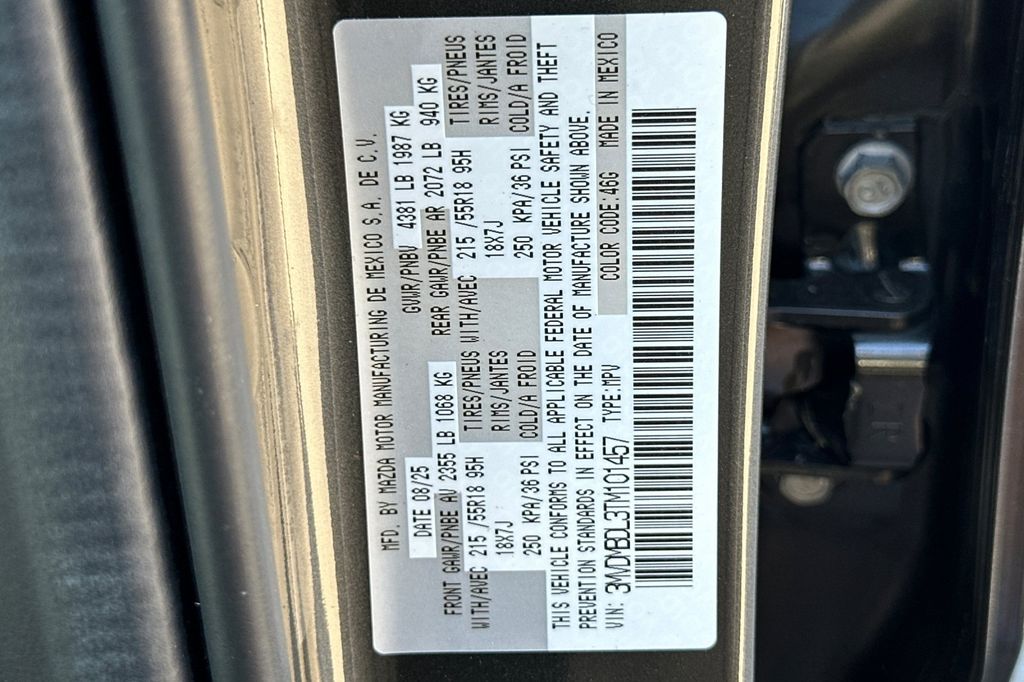 MFD. BY MAZDA MOTOR MANUFACTURING DE MEXICO S.A. DE C.V.
DATE 08/25 GVWR/PNBV 4381 LB 1987 KG
FRONT GAWR/PNBE AV 2355 LB 1068 KG REAR GAWR/PNBE AR 2072 LB 940 KG
WITH/AVEC 215 /55R18 95H TIRES/PNEUS WITH/AVEC 215 /55R18 95H TIRES/PNEUS
18X7J RIMS/JANTES 18X7J RIMS/JANTES
250 KPA/36 PSI COLD/A FROID 250 KPA/36 PSI COLD/A FROID
THIS VEHICLE CONFORMS TO ALL APPLICABLE FEDERAL MOTOR VEHICLE SAFETY AND THEFT
PREVENTION STANDARDS IN EFFECT ON THE DATE OF MANUFACTURE SHOWN ABOVE.
VIN: 3MVDMBDL3TM101457 TYPE:MPV COLOR CODE:46G MADE IN MEXICO